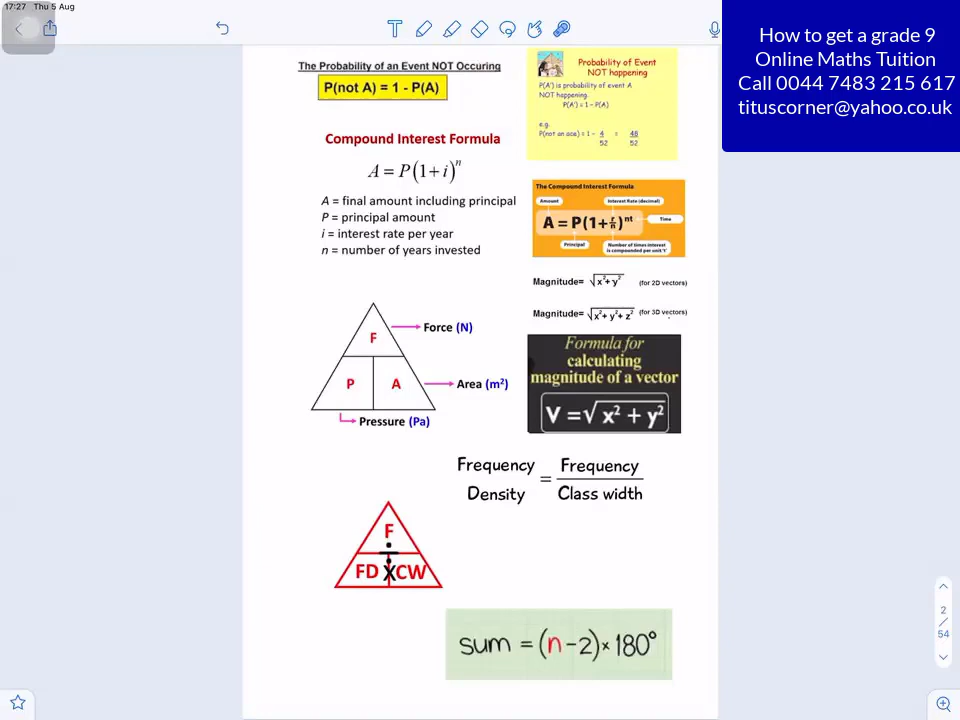 17:27 Thu 5 Aug
How to get a grade 9
Online Maths Tuition
Call 0044 7483 215 617
tituscorner@yahoo.co.uk
The Probability of an Event NOT Occuring
P(not A) = 1 - P(A)
Probability of Event
NOT happening
P(A') is probability of event A
NOT happening.
P(A') = 1 - P(A)
e.g.
P(not an ace) = 1 - 4/52 = 48/52
Compound Interest Formula
A = P(1+i)^n
A = final amount including principal
P = principal amount
i = interest rate per year
n = number of years invested
The Compound Interest Formula
Amount
Interest Rate (decimal)
A = P(1+r/n)^nt
Time
Principal
Number of times interest
is compounded per unit 't'
Magnitude= √x²+y² (for 2D vectors)
Magnitude= √x²+y²+z² (for 3D vectors)
F
Force (N)
P
A
Area (m²)
Pressure (Pa)
Formula for
calculating
magnitude of a vector
V = √x² + y²
Frequency Density = Frequency / Class width
F
÷
FD X CW
sum = (n-2) × 180°
2
/
54